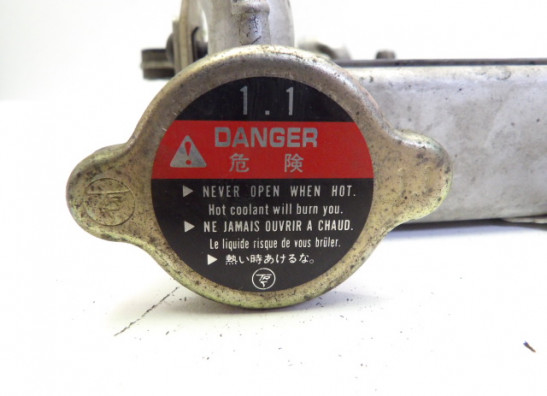 1.1
DANGER
危険
▶ NEVER OPEN WHEN HOT.
Hot coolant will burn you.
▶ NE JAMAIS OUVRIR A CHAUD.
Le liquide risque de vous brûler.
▶ 熱い時あけるな。